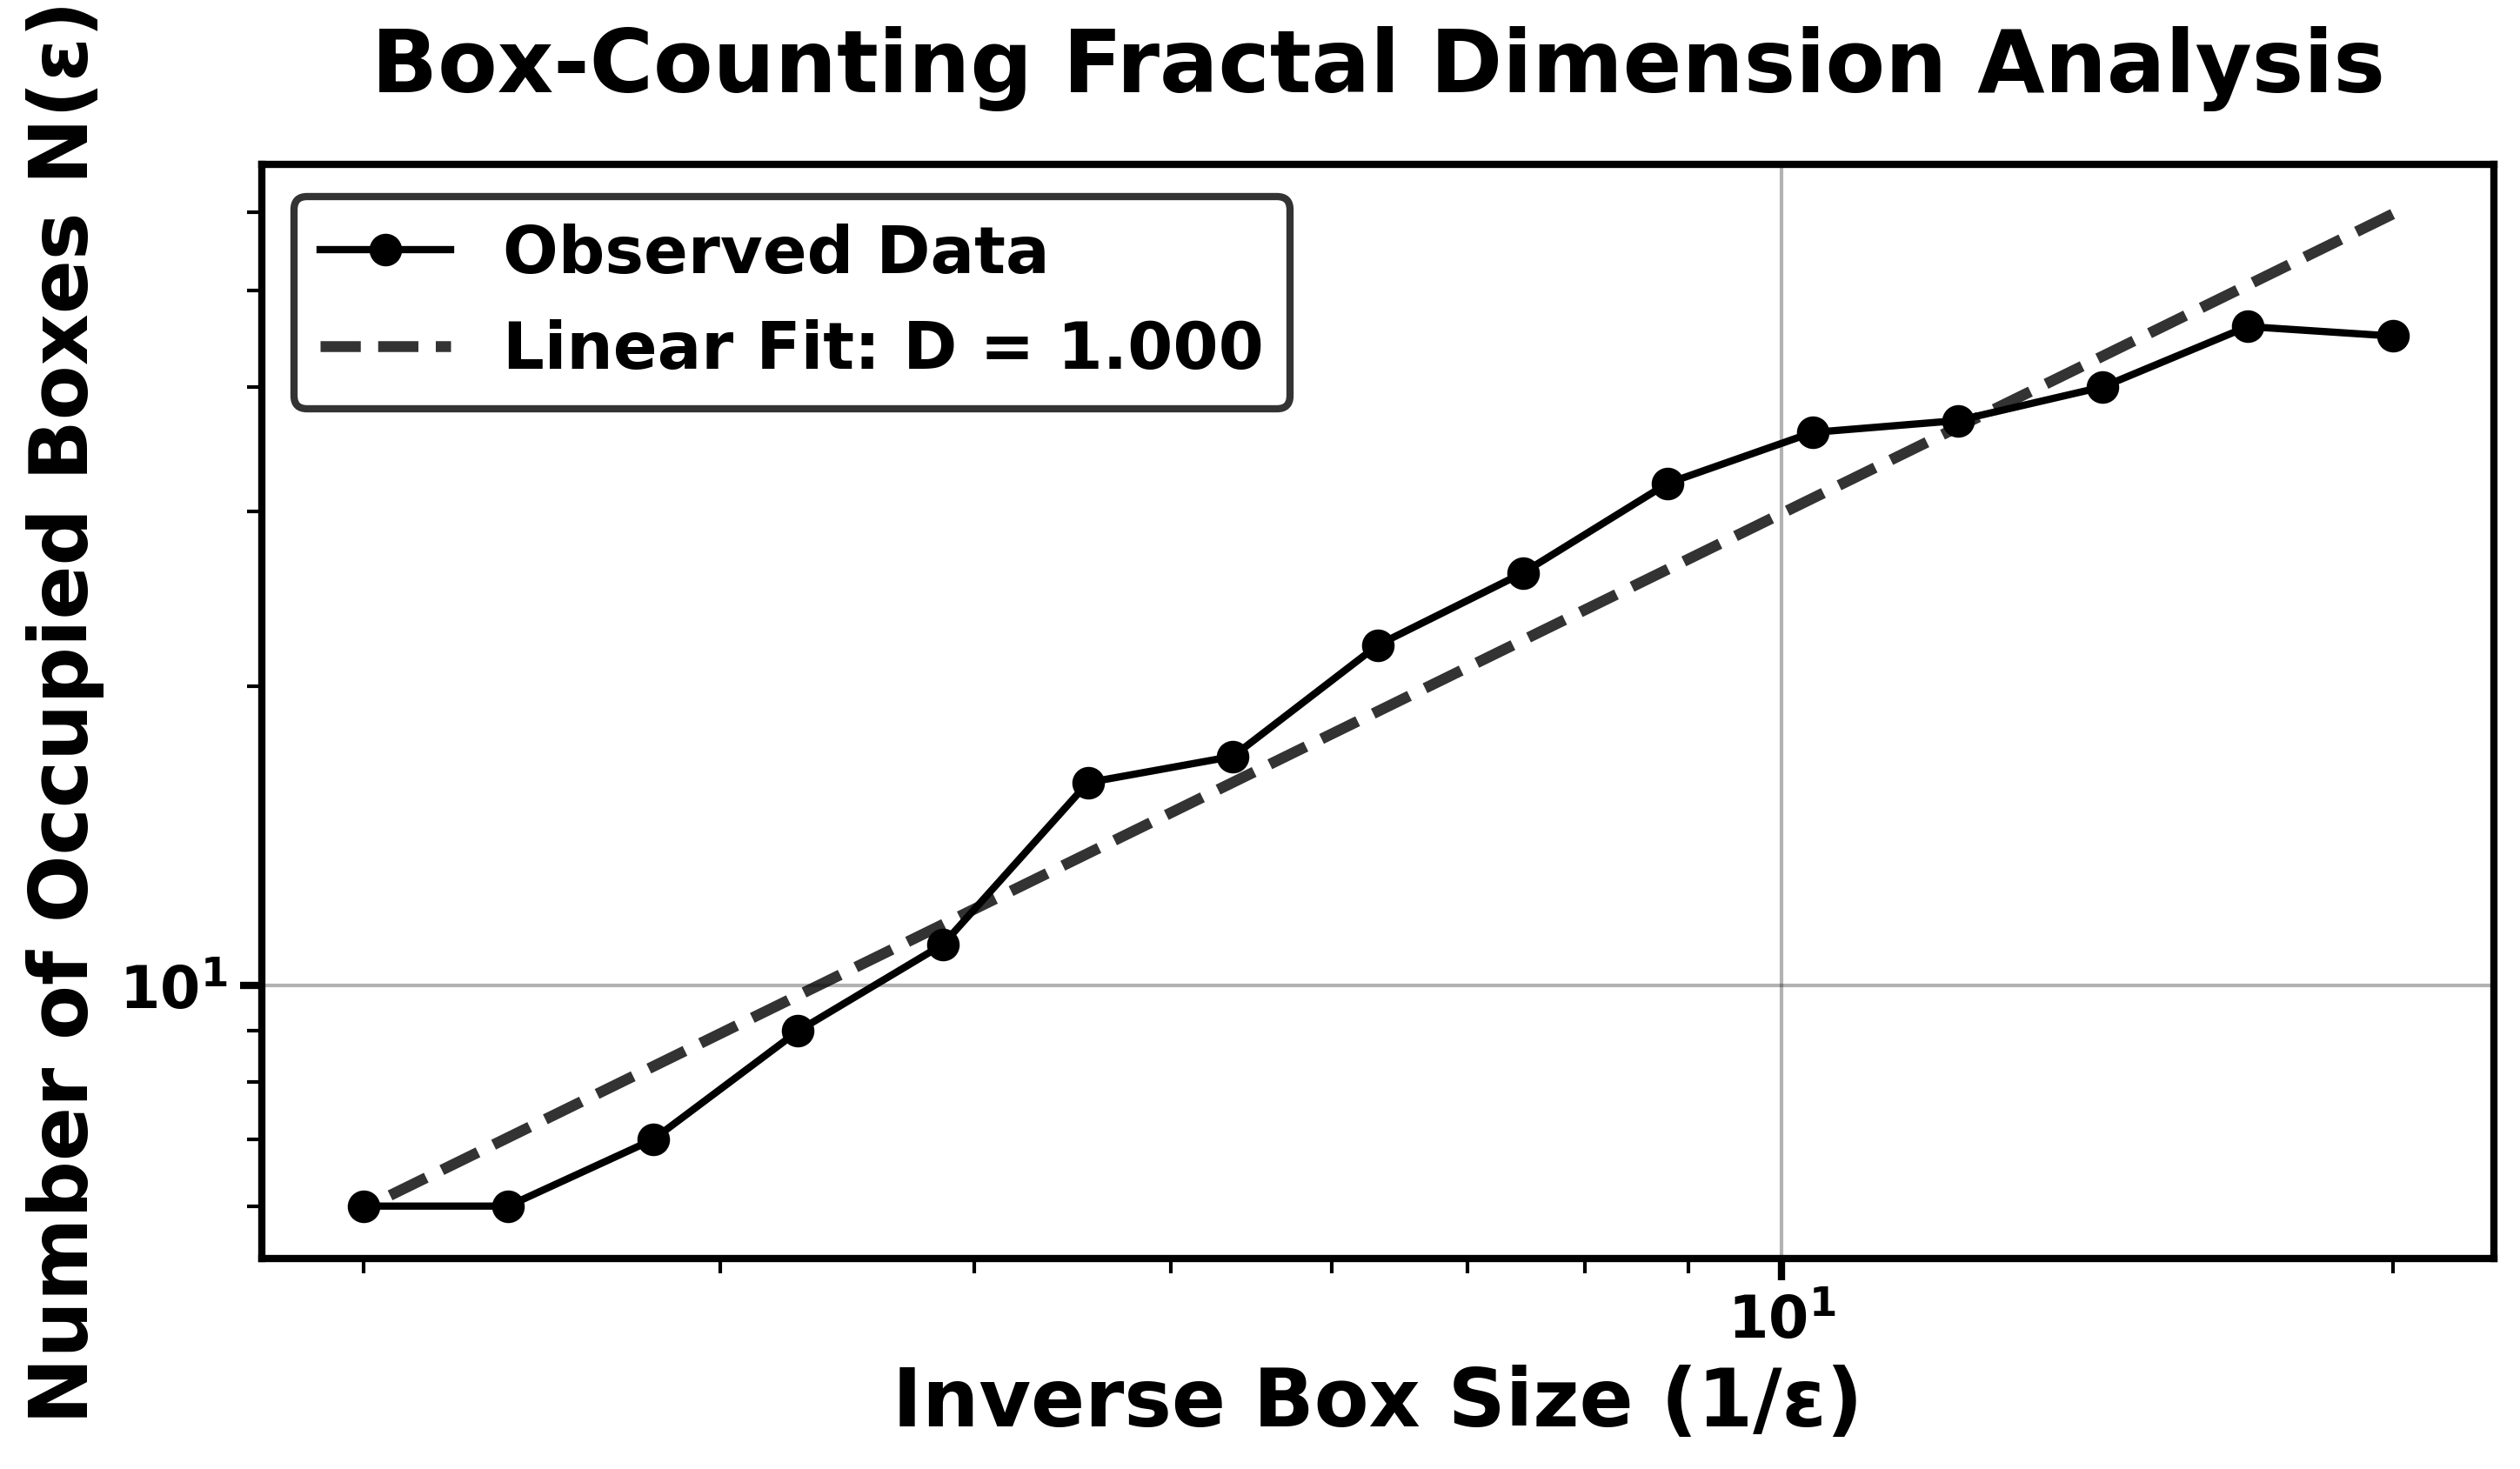 Box-Counting Fractal Dimension Analysis
Number of Occupied Boxes N(ε)
Observed Data
Linear Fit: D = 1.000
10¹
10¹
Inverse Box Size (1/ε)